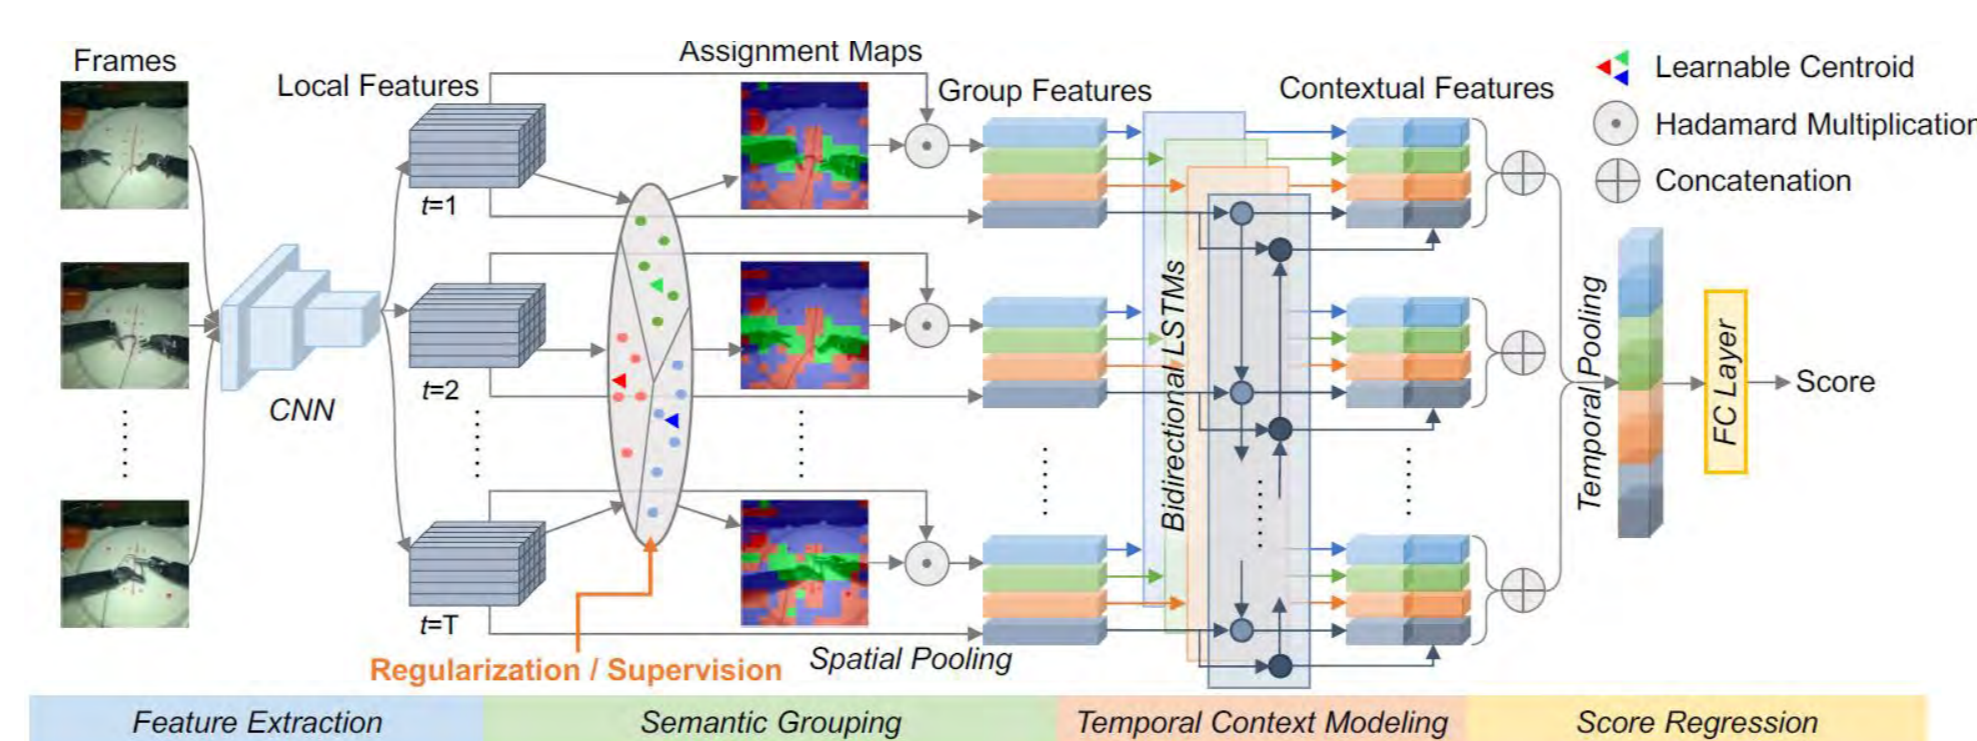 Frames
Local Features
Assignment Maps
Group Features
Contextual Features
Learnable Centroid
Hadamard Multiplication
Concatenation
t=1
t=2
t=T
CNN
Bidirectional LSTMs
Temporal Pooling
FC Layer
Score
Regularization / Supervision
Spatial Pooling
Feature Extraction
Semantic Grouping
Temporal Context Modeling
Score Regression